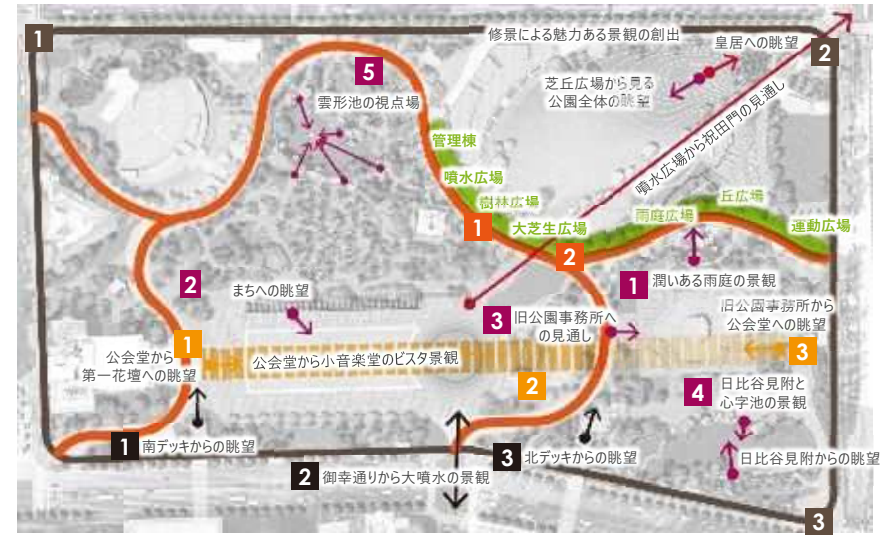 1
修景による魅力ある景観の創出
皇居への眺望
2
5
芝丘広場から見る
公園全体の眺望
雲形池の視点場
噴水広場から祝田門の見通し
管理棟
噴水広場
樹林広場
丘広場
1
大芝生広場
雨庭広場
運動広場
2
2
まちへの眺望
1
潤いある雨庭の景観
3
旧公園事務所へ
の見通し
旧公園事務所から
公会堂への眺望
1
公会堂から
第一花壇への眺望
公会堂から小音楽堂のビスタ景観
3
2
4
日比谷見附と
心字池の景観
1
南デッキからの眺望
2
御幸通りから大噴水の景観
3
北デッキからの眺望
日比谷見附からの眺望
3